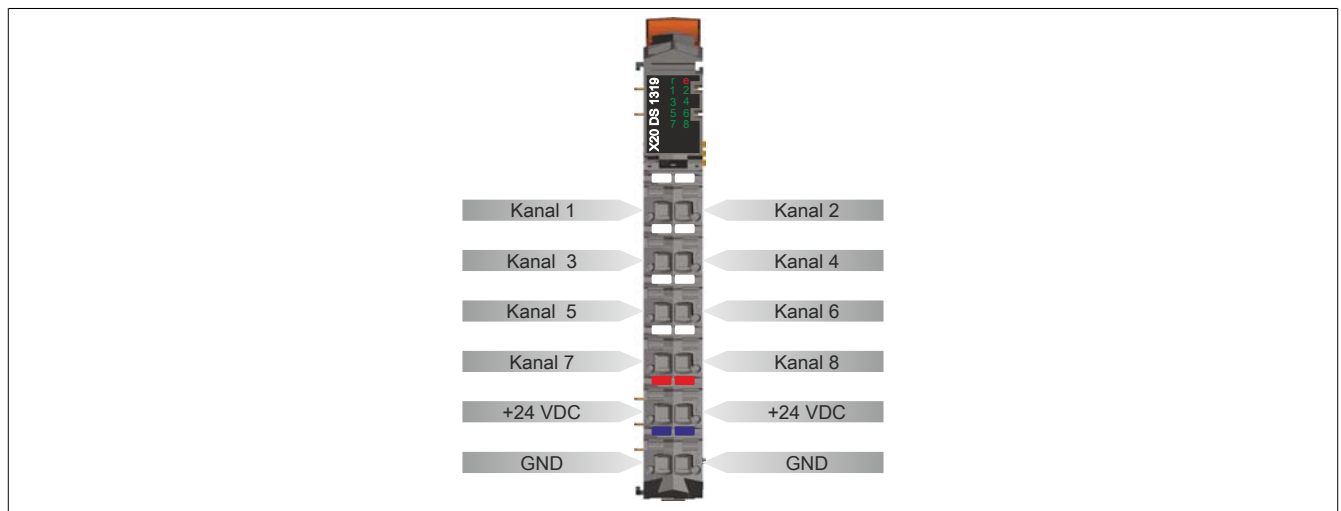 X20 DS 1319
r e
1 2
3 4
5 6
7 8
Kanal 1 Kanal 2
Kanal 3 Kanal 4
Kanal 5 Kanal 6
Kanal 7 Kanal 8
+24 VDC +24 VDC
GND GND